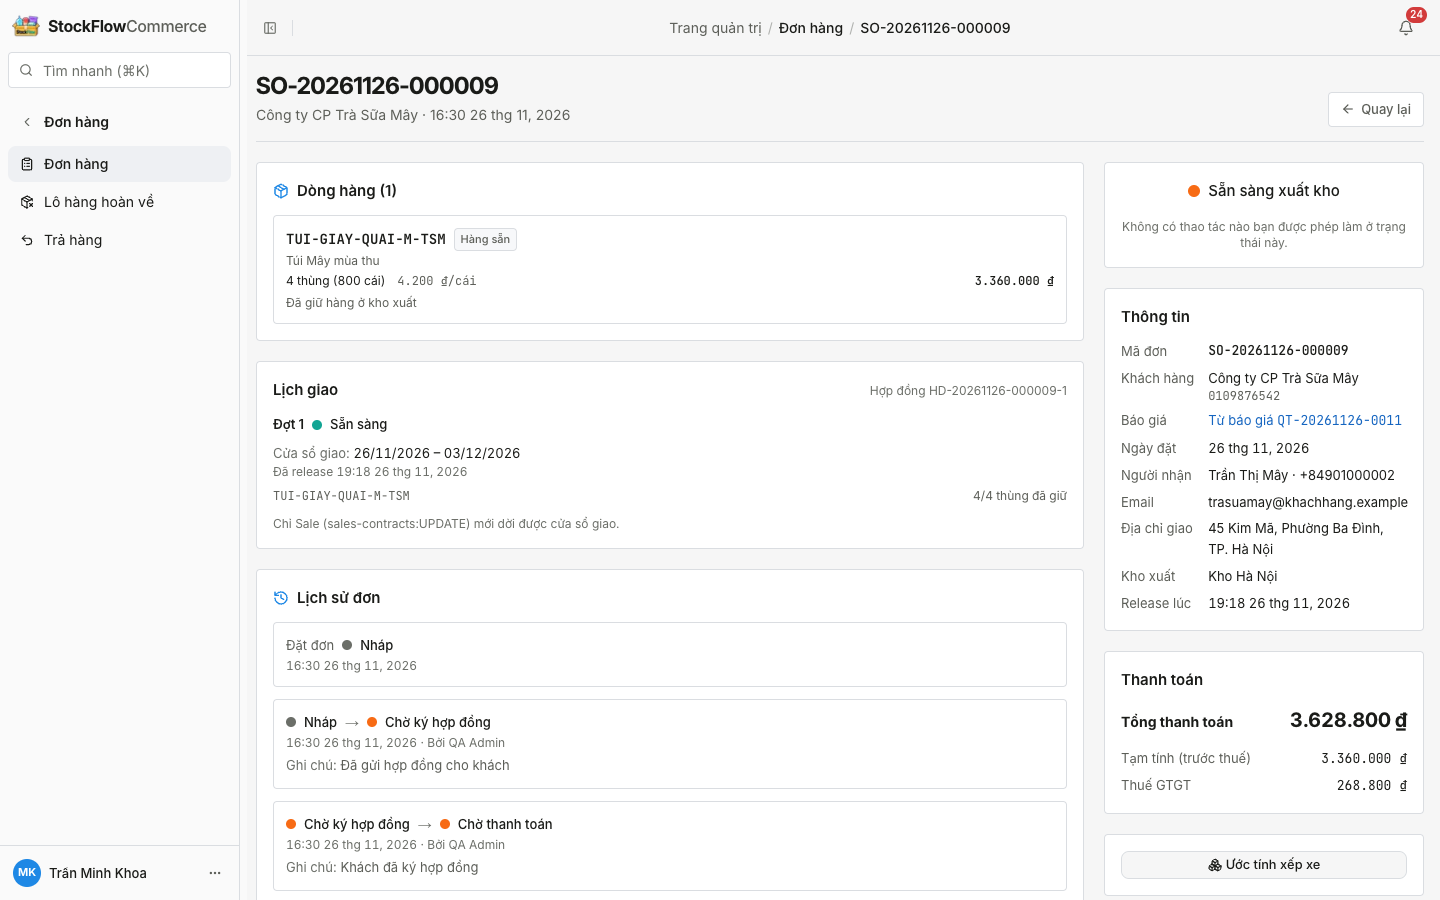 StockFlowCommerce
Tìm nhanh (⌘K)
Đơn hàng
Đơn hàng
Lô hàng hoàn về
Trả hàng
MK Trần Minh Khoa
Trang quản trị / Đơn hàng / SO-20261126-000009
24
SO-20261126-000009
Công ty CP Trà Sữa Mây · 16:30 26 thg 11, 2026
Quay lại
Dòng hàng (1)
TUI-GIAY-QUAI-M-TSM Hàng sẵn
Túi Mây mùa thu
4 thùng (800 cái) 4.200 ₫/cái 3.360.000 ₫
Đã giữ hàng ở kho xuất
Lịch giao Hợp đồng HD-20261126-000009-1
Đợt 1 Sẵn sàng
Cửa sổ giao: 26/11/2026 – 03/12/2026
Đã release 19:18 26 thg 11, 2026
TUI-GIAY-QUAI-M-TSM 4/4 thùng đã giữ
Chỉ Sale (sales-contracts:UPDATE) mới dời được cửa sổ giao.
Lịch sử đơn
Đặt đơn Nháp
16:30 26 thg 11, 2026
Nháp → Chờ ký hợp đồng
16:30 26 thg 11, 2026 · Bởi QA Admin
Ghi chú: Đã gửi hợp đồng cho khách
Chờ ký hợp đồng → Chờ thanh toán
16:30 26 thg 11, 2026 · Bởi QA Admin
Ghi chú: Khách đã ký hợp đồng
Sẵn sàng xuất kho
Không có thao tác nào bạn được phép làm ở trạng
thái này.
Thông tin
Mã đơn SO-20261126-000009
Khách hàng Công ty CP Trà Sữa Mây
0109876542
Báo giá Từ báo giá QT-20261126-0011
Ngày đặt 26 thg 11, 2026
Người nhận Trần Thị Mây · +84901000002
Email trasuamay@khachhang.example
Địa chỉ giao 45 Kim Mã, Phường Ba Đình,
TP. Hà Nội
Kho xuất Kho Hà Nội
Release lúc 19:18 26 thg 11, 2026
Thanh toán
Tổng thanh toán 3.628.800 ₫
Tạm tính (trước thuế) 3.360.000 ₫
Thuế GTGT 268.800 ₫
Ước tính xếp xe